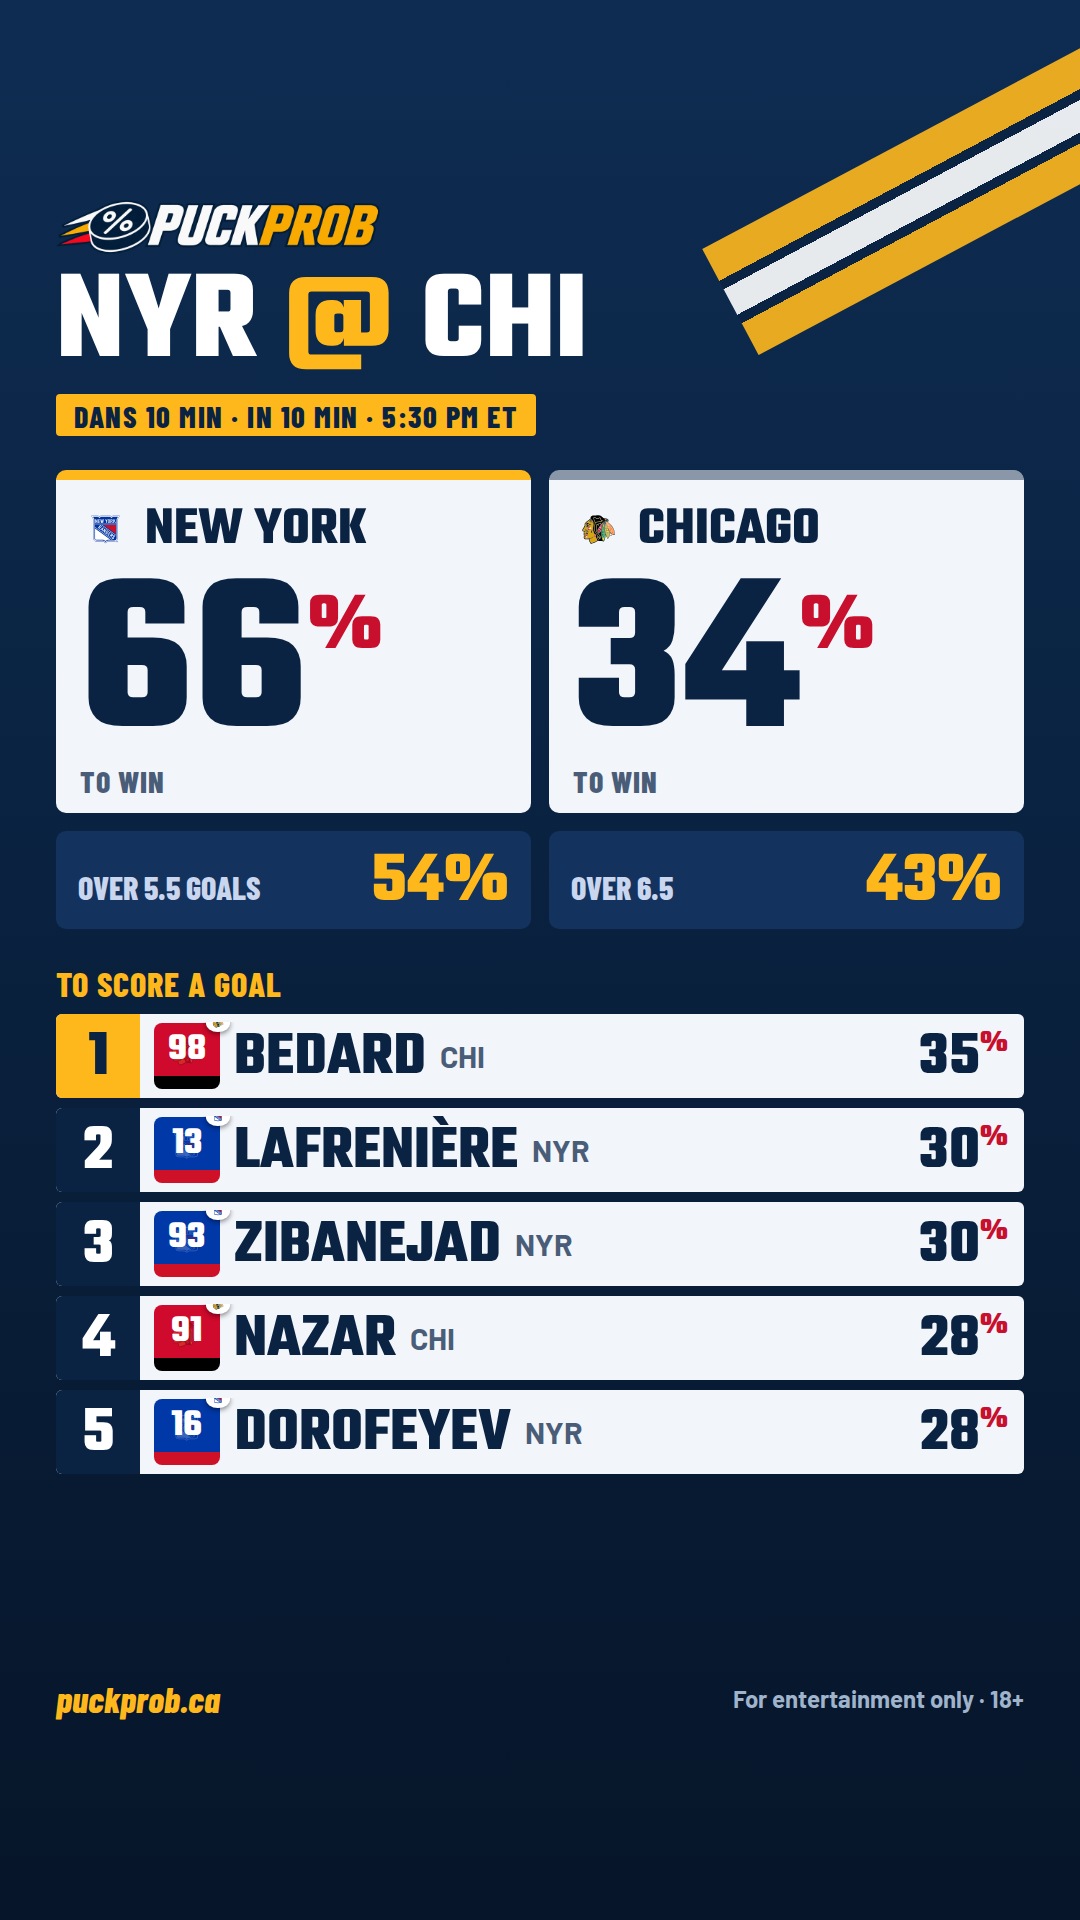 PUCKPROB
NYR @ CHI
DANS 10 MIN · IN 10 MIN · 5:30 PM ET
NEW YORK
66%
TO WIN
CHICAGO
34%
TO WIN
OVER 5.5 GOALS 54%
OVER 6.5 43%
TO SCORE A GOAL
1 98 BEDARD CHI 35%
2 13 LAFRENIÈRE NYR 30%
3 93 ZIBANEJAD NYR 30%
4 91 NAZAR CHI 28%
5 16 DOROFEYEV NYR 28%
puckprob.ca
For entertainment only · 18+